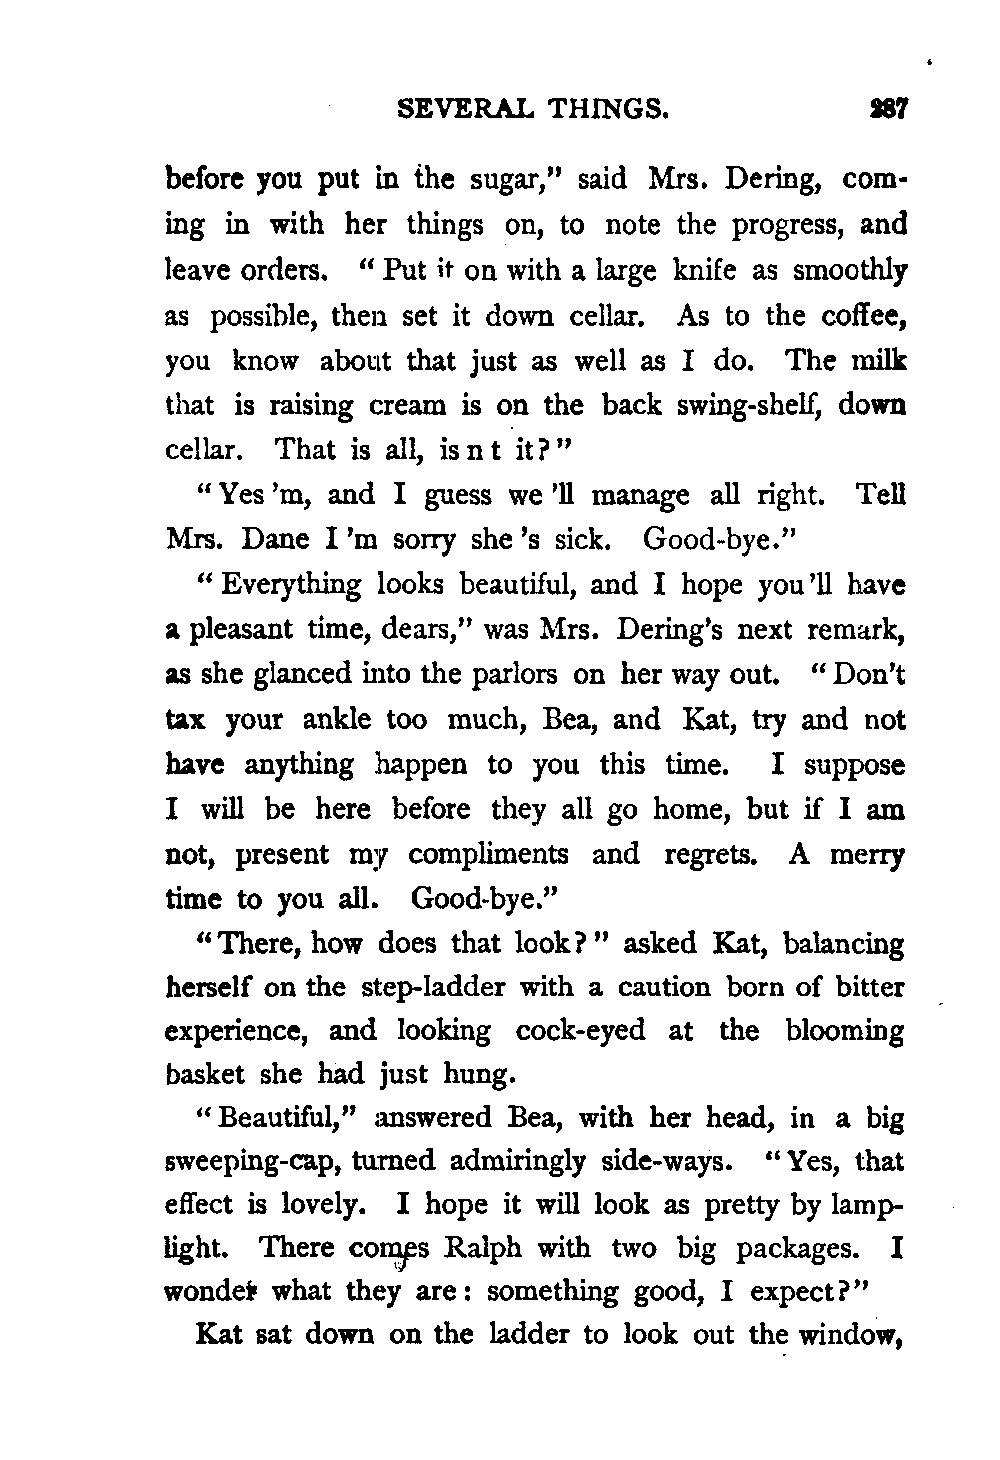 SEVERAL THINGS. 287
before you put in the sugar,” said Mrs. Dering, com-
ing in with her things on, to note the progress, and
leave orders. “ Put it on with a large knife as smoothly
as possible, then set it down cellar. As to the coffee,
you know about that just as well as I do. The milk
that is raising cream is on the back swing-shelf, down
cellar. That is all, is n t it? ”
“ Yes ’m, and I guess we ’ll manage all right. Tell
Mrs. Dane I ’m sorry she ’s sick. Good-bye.”
“ Everything looks beautiful, and I hope you ’ll have
a pleasant time, dears,” was Mrs. Dering’s next remark,
as she glanced into the parlors on her way out. “ Don’t
tax your ankle too much, Bea, and Kat, try and not
have anything happen to you this time. I suppose
I will be here before they all go home, but if I am
not, present my compliments and regrets. A merry
time to you all. Good-bye.”
“ There, how does that look? ” asked Kat, balancing
herself on the step-ladder with a caution born of bitter
experience, and looking cock-eyed at the blooming
basket she had just hung.
“ Beautiful,” answered Bea, with her head, in a big
sweeping-cap, turned admiringly side-ways. “ Yes, that
effect is lovely. I hope it will look as pretty by lamp-
light. There comes Ralph with two big packages. I
wonder what they are : something good, I expect?”
Kat sat down on the ladder to look out the window,